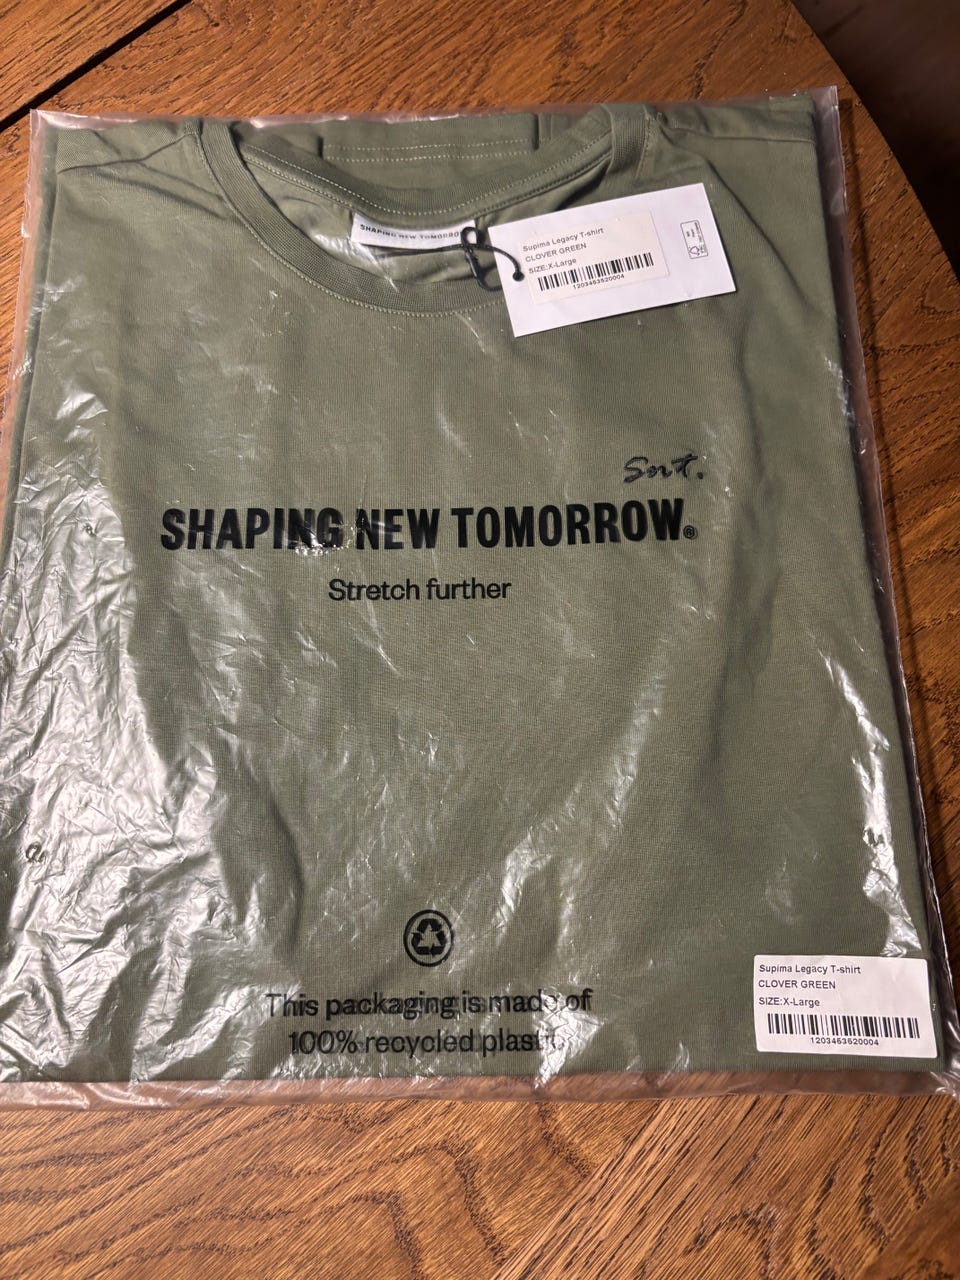 SHAPING NEW TOMORROW
Supima Legacy T-shirt
CLOVER GREEN
SIZE:X-Large
1203463520004
Snt.
SHAPING NEW TOMORROW®
Stretch further
This packaging is made of
100% recycled plastic
Supima Legacy T-shirt
CLOVER GREEN
SIZE:X-Large
1203463520004